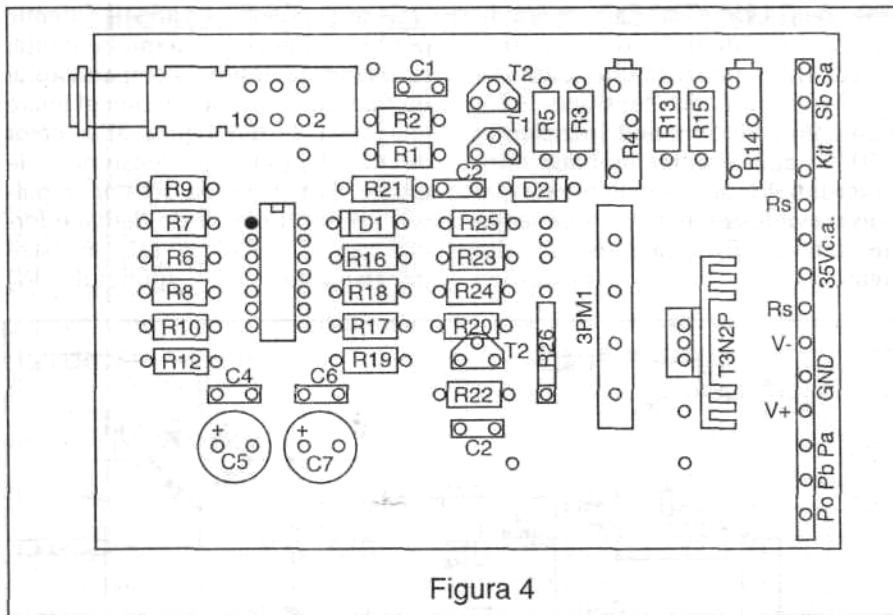 C1
T2
Sb Sa
1
2
R2
T1
R5
R3
R4
R13
R15
R14
R1
Kit
R9
R21
C2
D2
Rs
R7
D1
R25
R6
R16
R23
35Vc.a.
R8
R18
R24
3PM1
Rs
R10
R17
R20
R26
T3N2P
V-
R12
R19
T2
GND
C4
C6
R22
V+
+
C5
+
C7
C2
Po Pb Pa
Figura 4